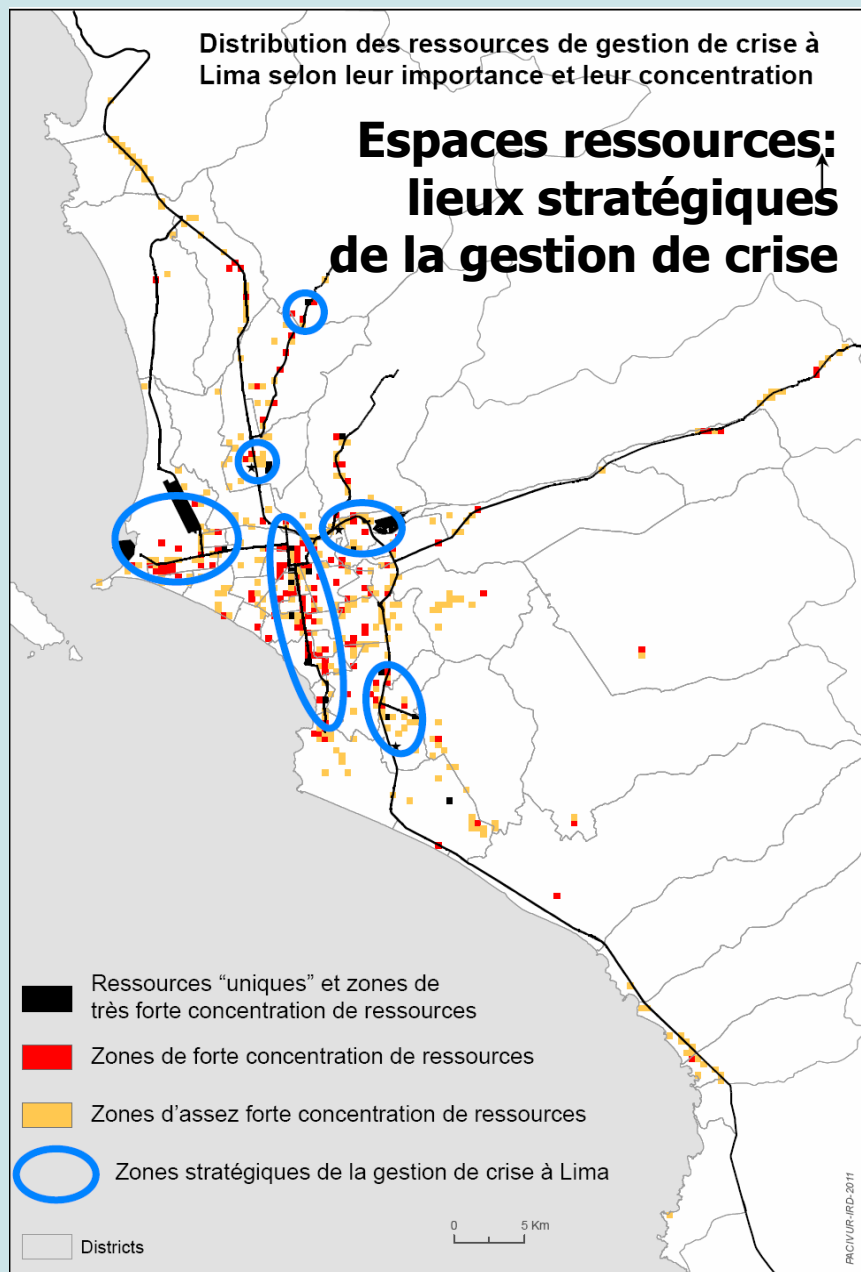 Distribution des ressources de gestion de crise à
Lima selon leur importance et leur concentration
Espaces ressources:
lieux stratégiques
de la gestion de crise
Ressources “uniques” et zones de
très forte concentration de ressources
Zones de forte concentration de ressources
Zones d'assez forte concentration de ressources
Zones stratégiques de la gestion de crise à Lima
0 5 Km
Districts
PACIVUR-IRD-2011